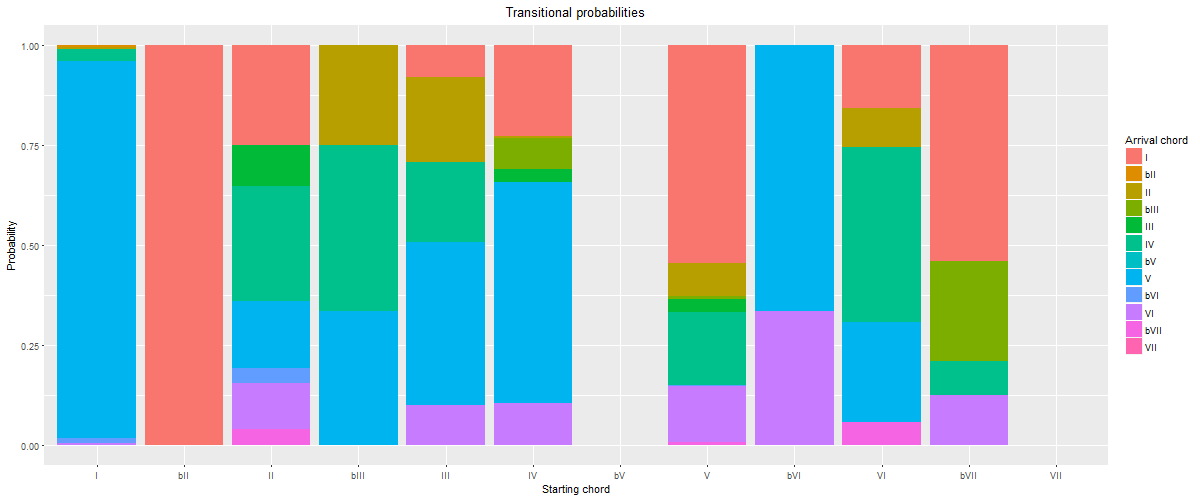 Transitional probabilities
1.00
0.75
0.50
0.25
0.00
Probability
I bII II bIII III IV bV V bVI VI bVII VII
Starting chord
Arrival chord
I
bII
II
bIII
III
IV
bV
V
bVI
VI
bVII
VII